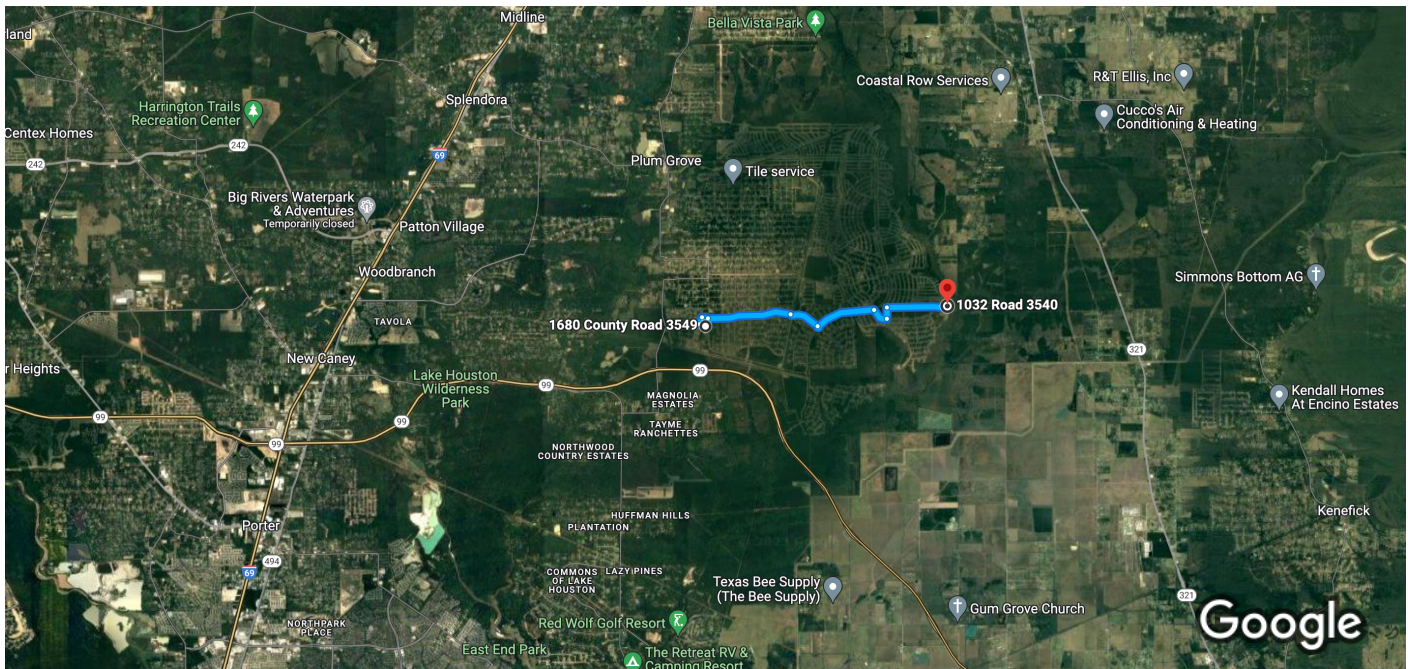 Midline
Bella Vista Park
rland
Coastal Row Services
R&T Ellis, Inc
Harrington Trails
Recreation Center
Splendora
Cucco's Air
Conditioning & Heating
Centex Homes
242
242
69
Plum Grove
Tile service
Big Rivers Waterpark
& Adventures
Temporarily closed
Patton Village
Woodbranch
Simmons Bottom AG
1032 Road 3540
TAVOLA
1680 County Road 3549
New Caney
321
r Heights
Lake Houston
Wilderness
Park
99
99
99
99
99
MAGNOLIA
ESTATES
Kendall Homes
At Encino Estates
TAYME
RANCHETTES
NORTHWOOD
COUNTRY ESTATES
Kenefick
HUFFMAN HILLS
PLANTATION
Porter
494
69
COMMONS
OF LAKE
HOUSTON
LAZY PINES
Texas Bee Supply
(The Bee Supply)
321
Gum Grove Church
Google
NORTHPARK
PLACE
Red Wolf Golf Resort
East End Park
The Retreat RV &
Camping Resort